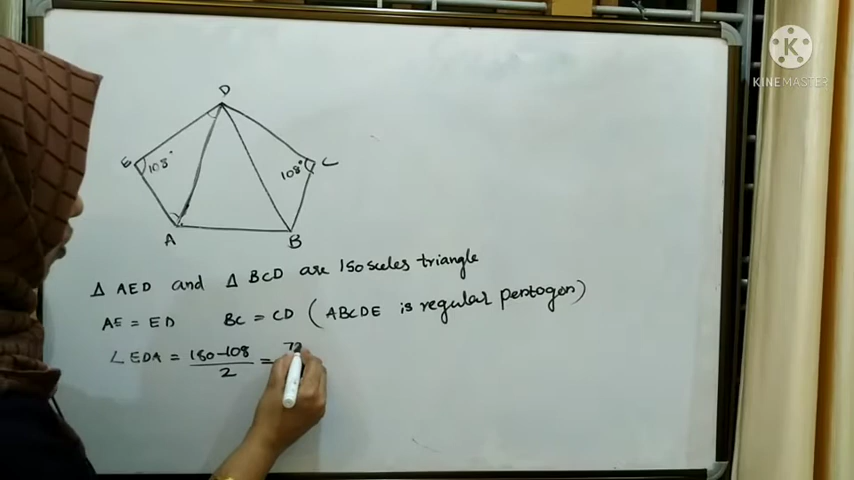 D
K
KINEMASTER
E 108° 108° C
A B
Δ AED and Δ BCD are Isosceles triangle
AE = ED BC = CD ( ABCDE is regular pentogon)
∠EDA = 180-108 / 2 = 72